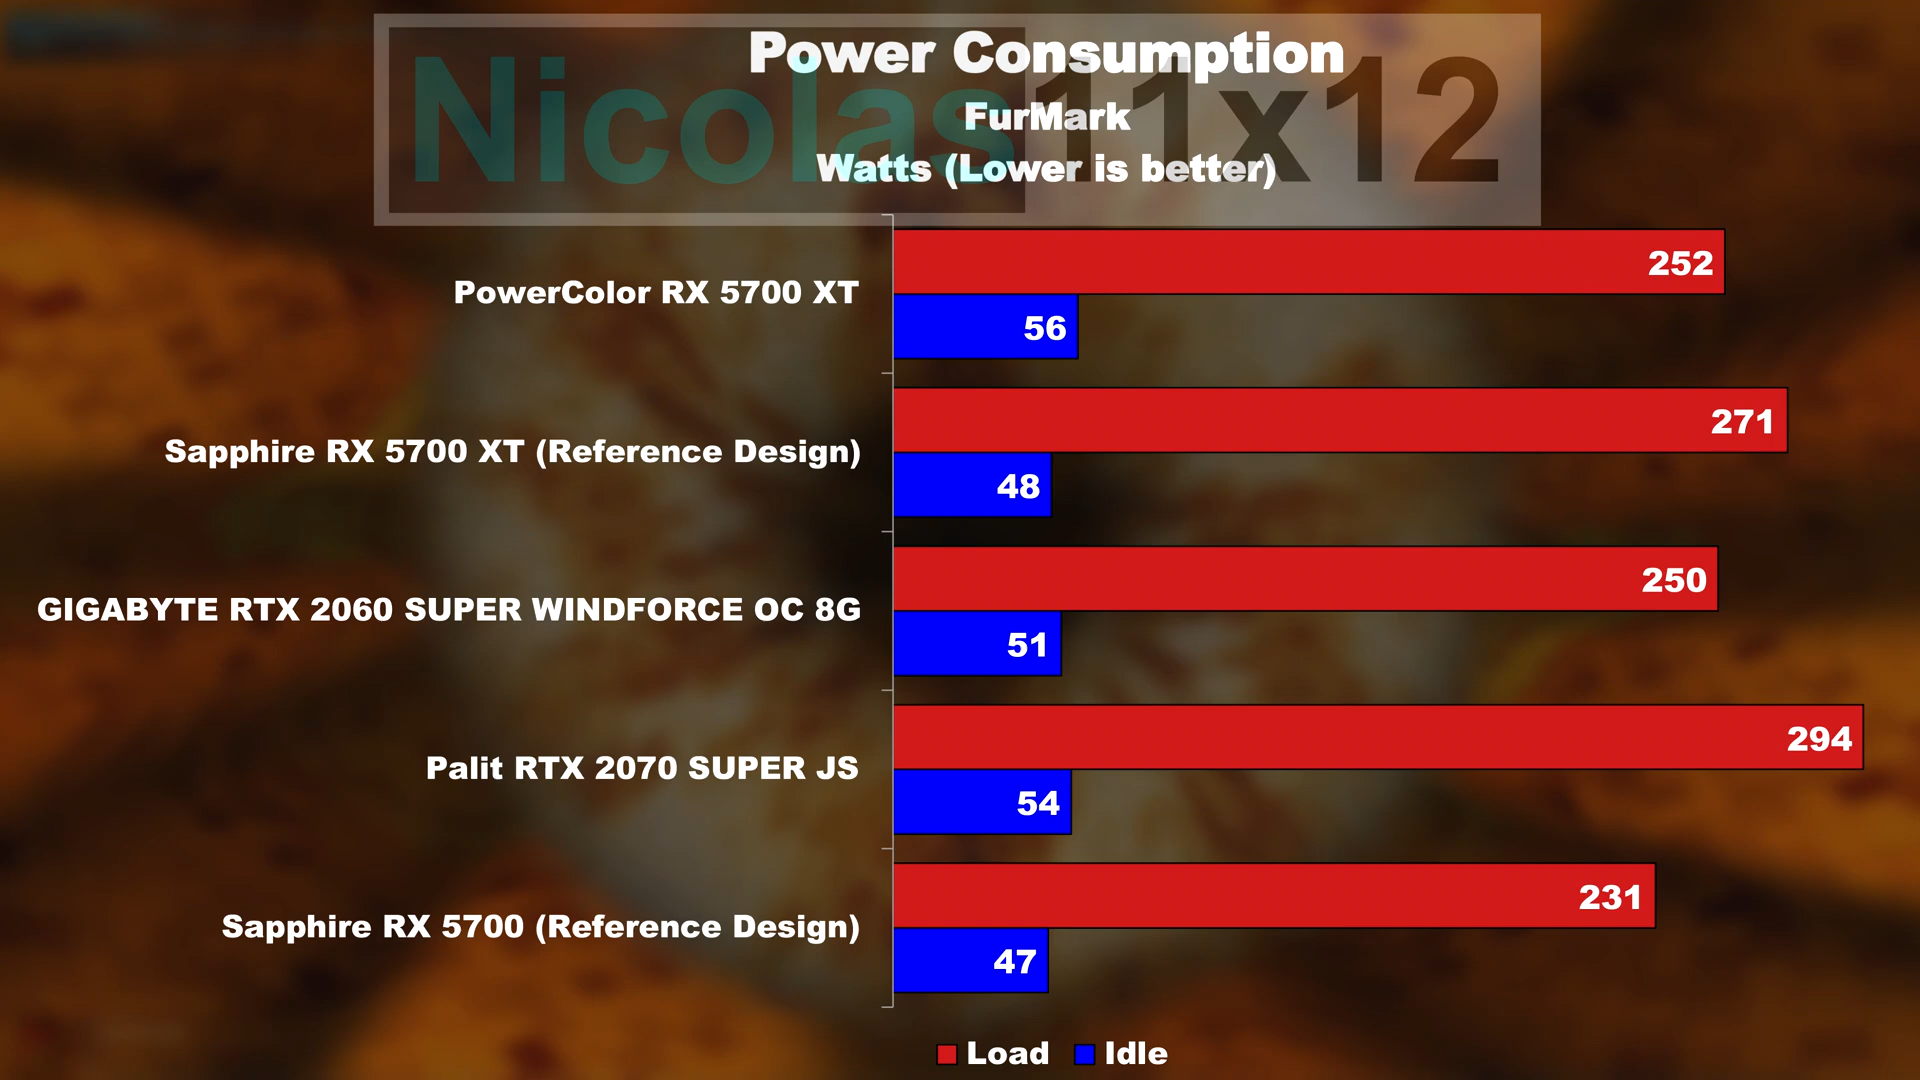 Power Consumption
Nicolas11x12
FurMark
Watts (Lower is better)
PowerColor RX 5700 XT
252
56
Sapphire RX 5700 XT (Reference Design)
271
48
GIGABYTE RTX 2060 SUPER WINDFORCE OC 8G
250
51
Palit RTX 2070 SUPER JS
294
54
Sapphire RX 5700 (Reference Design)
231
47
Load Idle